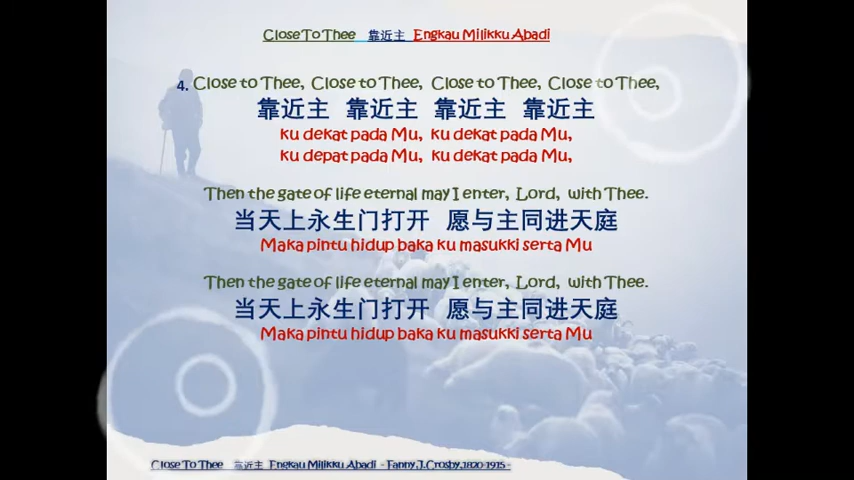 Close To Thee 靠近主 Engkau Milikku Abadi
4. Close to Thee, Close to Thee, Close to Thee, Close to Thee,
靠近主 靠近主 靠近主 靠近主
ku dekat pada Mu, ku dekat pada Mu,
ku depat pada Mu, ku dekat pada Mu,
Then the gate of life eternal may I enter, Lord, with Thee.
当天上永生门打开 愿与主同进天庭
Maka pintu hidup baka ku masukki serta Mu
Then the gate of life eternal may I enter, Lord, with Thee.
当天上永生门打开 愿与主同进天庭
Maka pintu hidup baka ku masukki serta Mu
Close To Thee 靠近主 Engkau Milikku Abadi - Fanny.J.Crosby.1820-1915-